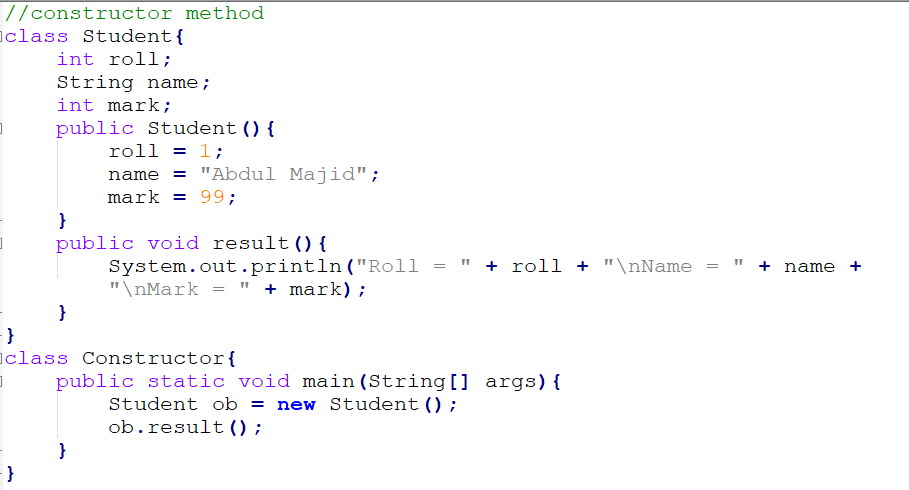 //constructor method
class Student{
    int roll;
    String name;
    int mark;
    public Student(){
        roll = 1;
        name = "Abdul Majid";
        mark = 99;
    }
    public void result(){
        System.out.println("Roll = " + roll + "\nName = " + name +
        "\nMark = " + mark);
    }
}
class Constructor{
    public static void main(String[] args){
        Student ob = new Student();
        ob.result();
    }
}